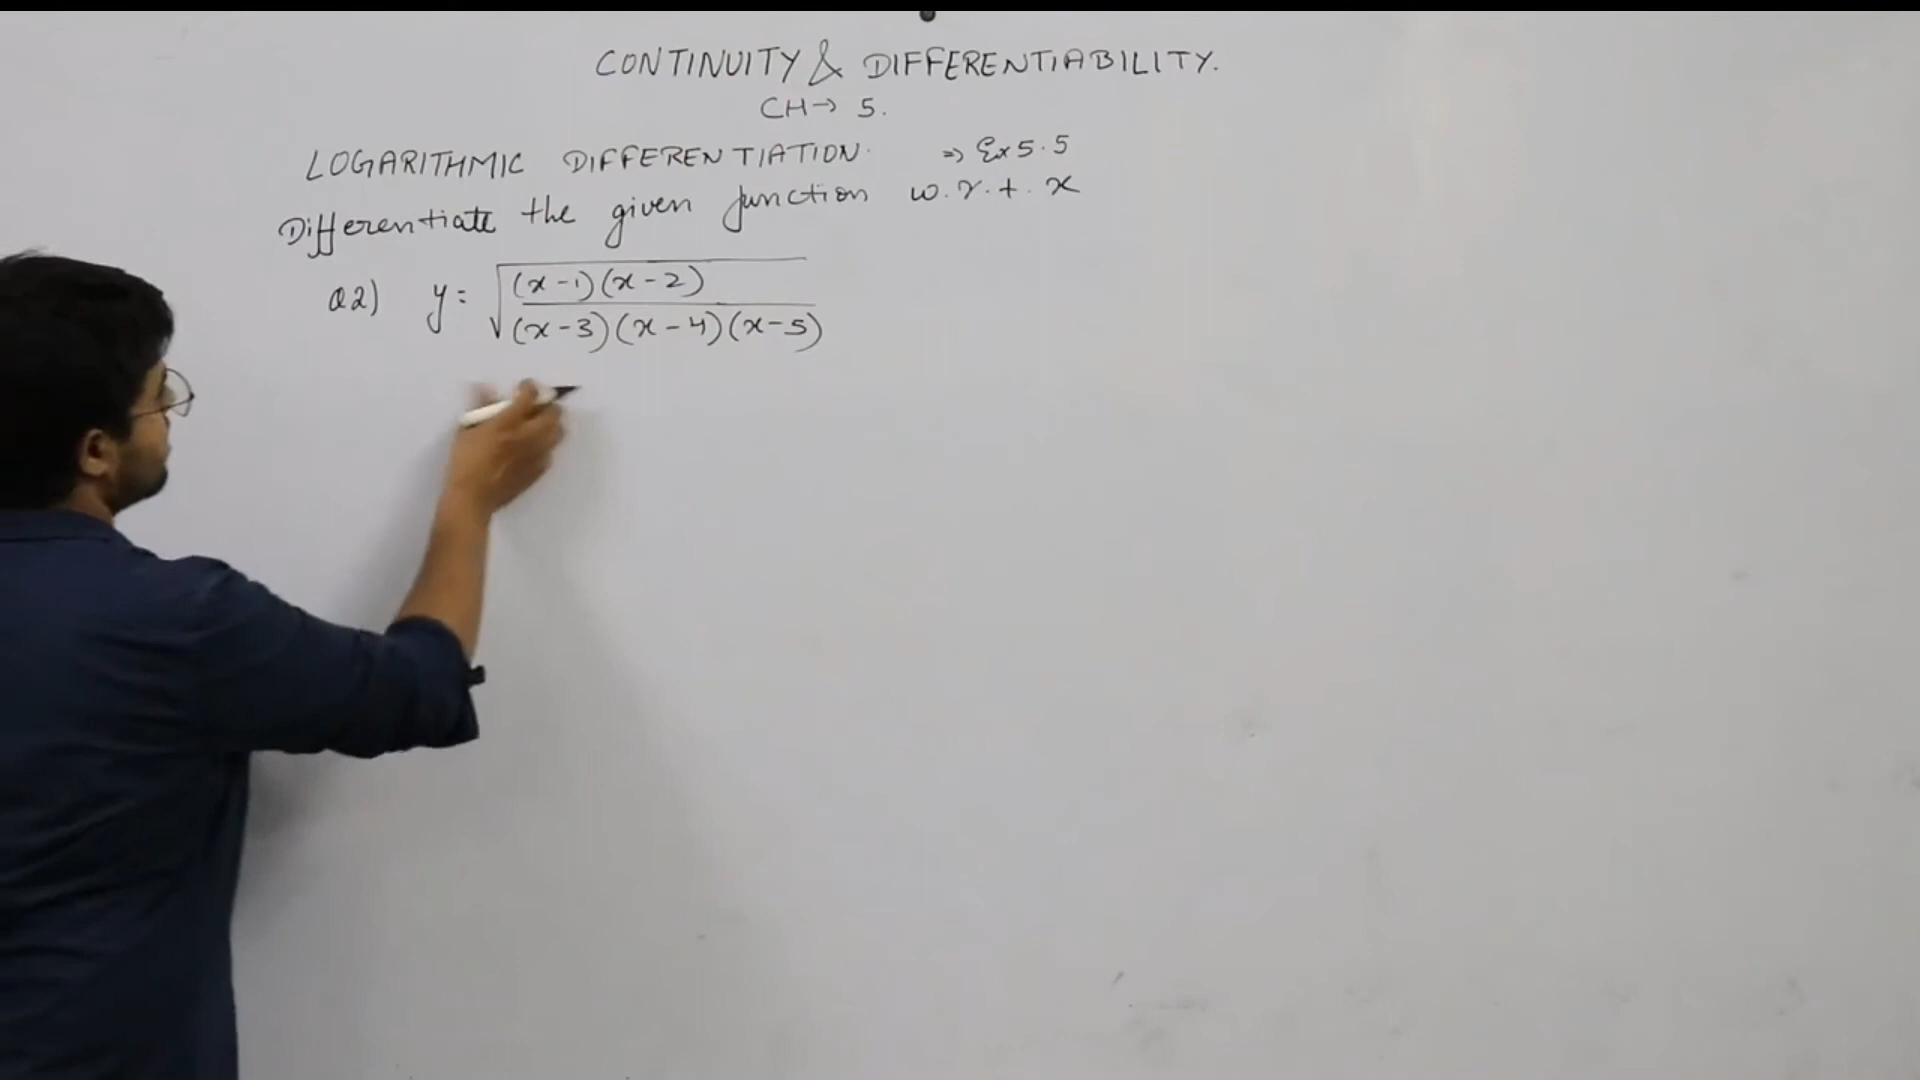 CONTINUITY & DIFFERENTIABILITY.
CH→ 5.
LOGARITHMIC DIFFERENTIATION. ⇒ Ex 5.5
Differentiate the given function w.r.t. x
Q2) y = √((x-1)(x-2) / (x-3)(x-4)(x-5))